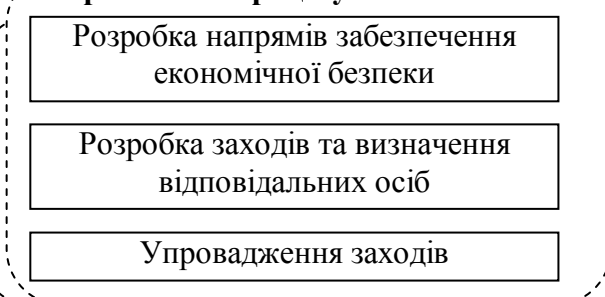 Розробка напрямів забезпечення
економічної безпеки
Розробка заходів та визначення
відповідальних осіб
Упровадження заходів